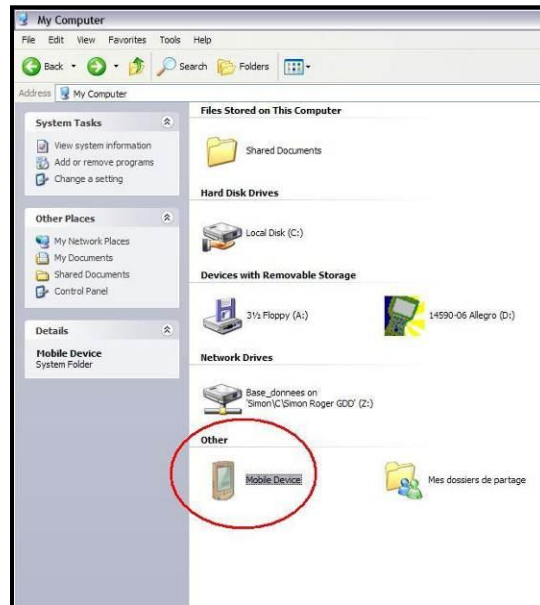 My Computer
File Edit View Favorites Tools Help
Back Search Folders
Address My Computer
System Tasks
View system information
Add or remove programs
Change a setting
Other Places
My Network Places
My Documents
Shared Documents
Control Panel
Details
Mobile Device
System Folder
Files Stored on This Computer
Shared Documents
Hard Disk Drives
Local Disk (C:)
Devices with Removable Storage
3½ Floppy (A:)
14590-06 Allegro (D:)
Network Drives
Base_donnees on
'Simon\C\Simon Roger GDD' (Z:)
Other
Mobile Device
Mes dossiers de partage